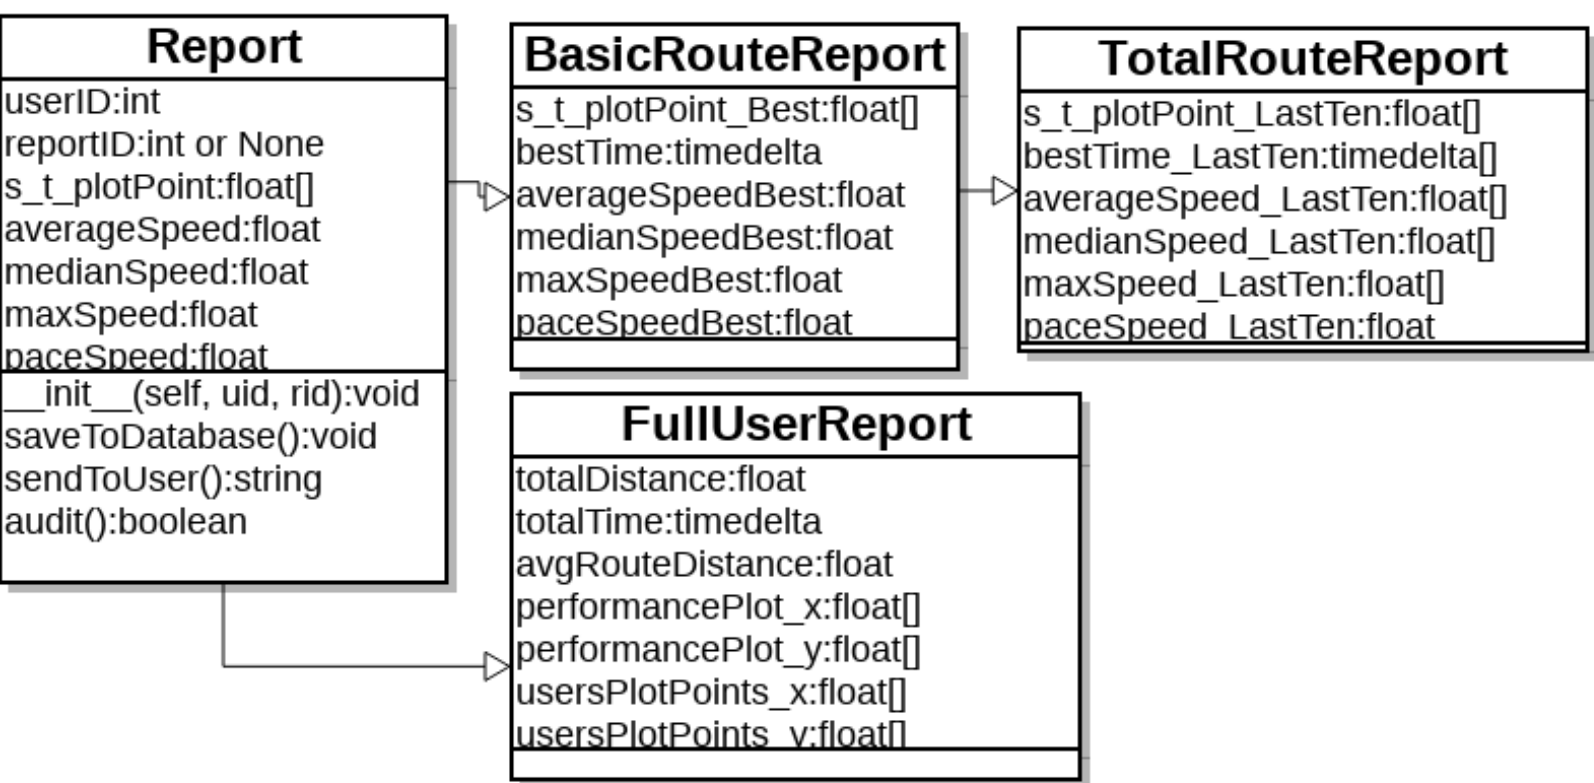 Report
userID:int
reportID:int or None
s_t_plotPoint:float[]
averageSpeed:float
medianSpeed:float
maxSpeed:float
paceSpeed:float
__init__(self, uid, rid):void
saveToDatabase():void
sendToUser():string
audit():boolean
BasicRouteReport
s_t_plotPoint_Best:float[]
bestTime:timedelta
averageSpeedBest:float
medianSpeedBest:float
maxSpeedBest:float
paceSpeedBest:float
TotalRouteReport
s_t_plotPoint_LastTen:float[]
bestTime_LastTen:timedelta[]
averageSpeed_LastTen:float[]
medianSpeed_LastTen:float[]
maxSpeed_LastTen:float[]
paceSpeed_LastTen:float
FullUserReport
totalDistance:float
totalTime:timedelta
avgRouteDistance:float
performancePlot_x:float[]
performancePlot_y:float[]
usersPlotPoints_x:float[]
usersPlotPoints_y:float[]